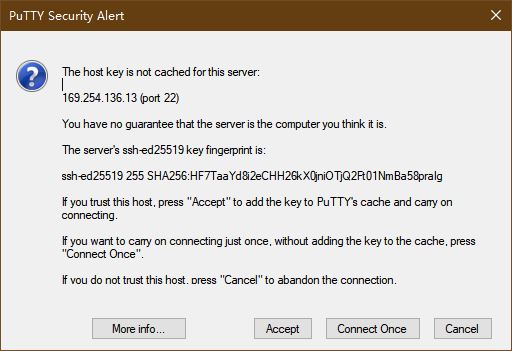 PuTTY Security Alert
The host key is not cached for this server:
169.254.136.13 (port 22)
You have no guarantee that the server is the computer you think it is.
The server's ssh-ed25519 key fingerprint is:
ssh-ed25519 255 SHA256:HF7TaaYd8i2eCHH26kX0jniOTjQ2Rt01NmBa58praIg
If you trust this host, press "Accept" to add the key to PuTTY's cache and carry on
connecting.
If you want to carry on connecting just once, without adding the key to the cache, press
"Connect Once".
If you do not trust this host, press "Cancel" to abandon the connection.
More info...
Accept
Connect Once
Cancel